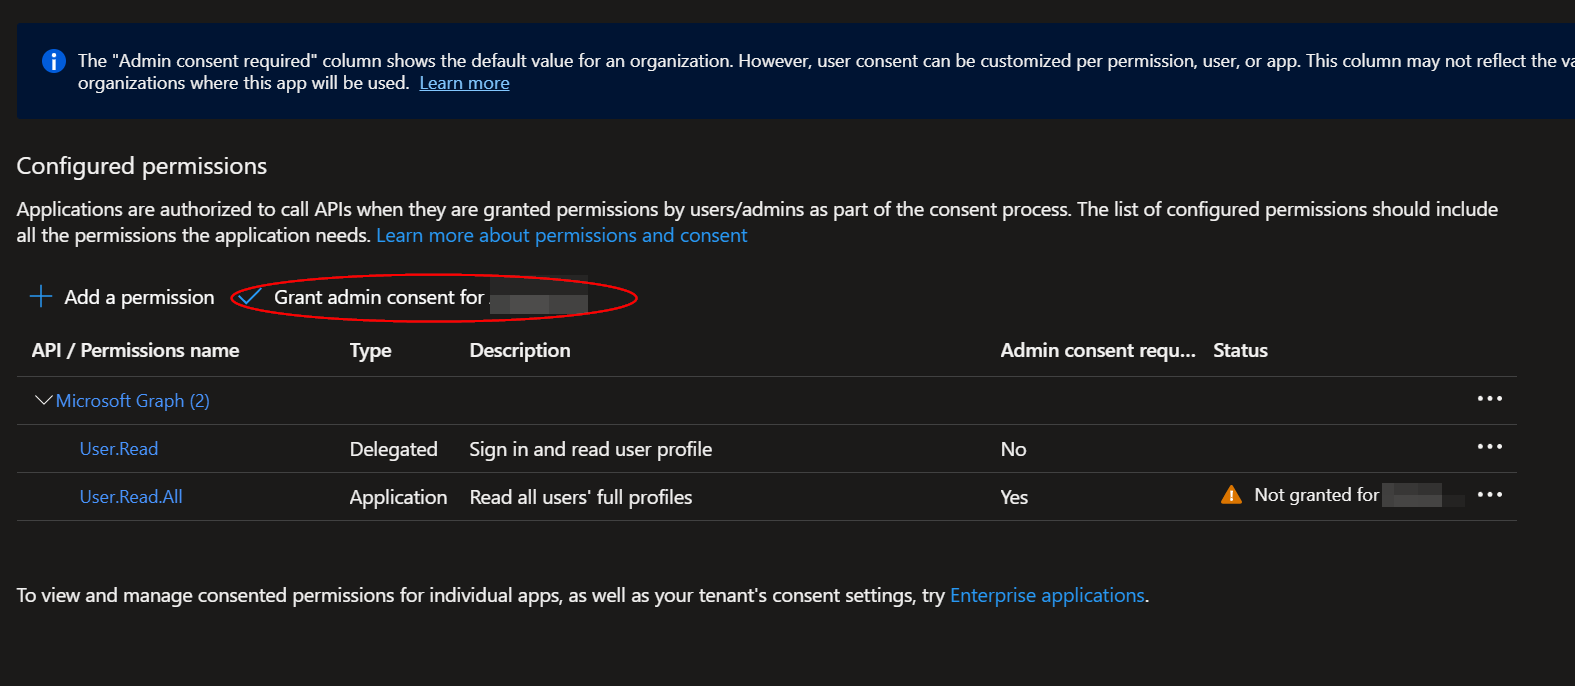 The "Admin consent required" column shows the default value for an organization. However, user consent can be customized per permission, user, or app. This column may not reflect the
organizations where this app will be used. Learn more
Configured permissions
Applications are authorized to call APIs when they are granted permissions by users/admins as part of the consent process. The list of configured permissions should include
all the permissions the application needs. Learn more about permissions and consent
Add a permission Grant admin consent for
API / Permissions name Type Description Admin consent requ... Status
Microsoft Graph (2)
User.Read Delegated Sign in and read user profile No
User.Read.All Application Read all users' full profiles Yes Not granted for
To view and manage consented permissions for individual apps, as well as your tenant's consent settings, try Enterprise applications.